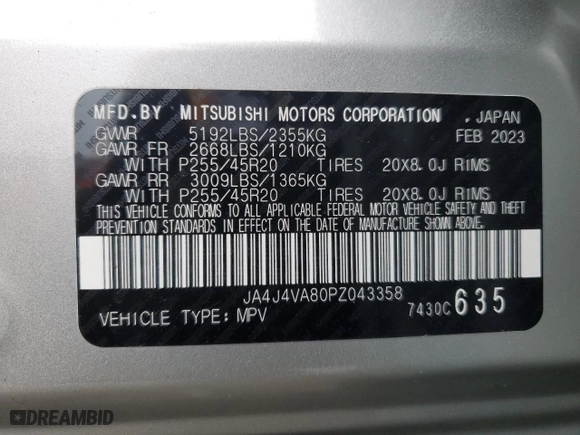 MFD.BY MITSUBISHI MOTORS CORPORATION . JAPAN
GVWR 5192LBS/2355KG FEB 2023
GAWR FR 2668LBS/1210KG
WITH P255/45R20 TIRES 20X8.0J RIMS
GAWR RR 3009LBS/1365KG
WITH P255/45R20 TIRES 20X8.0J RIMS
THIS VEHICLE CONFORMS TO ALL APPLICABLE FEDERAL MOTOR VEHICLE SAFETY AND THEFT
PREVENTION STANDARDS IN EFFECT ON THE DATE OF MANUFACTURE SHOWN ABOVE.
JA4J4VA80PZ043358
VEHICLE TYPE: MPV 7430C 635
DREAMBID